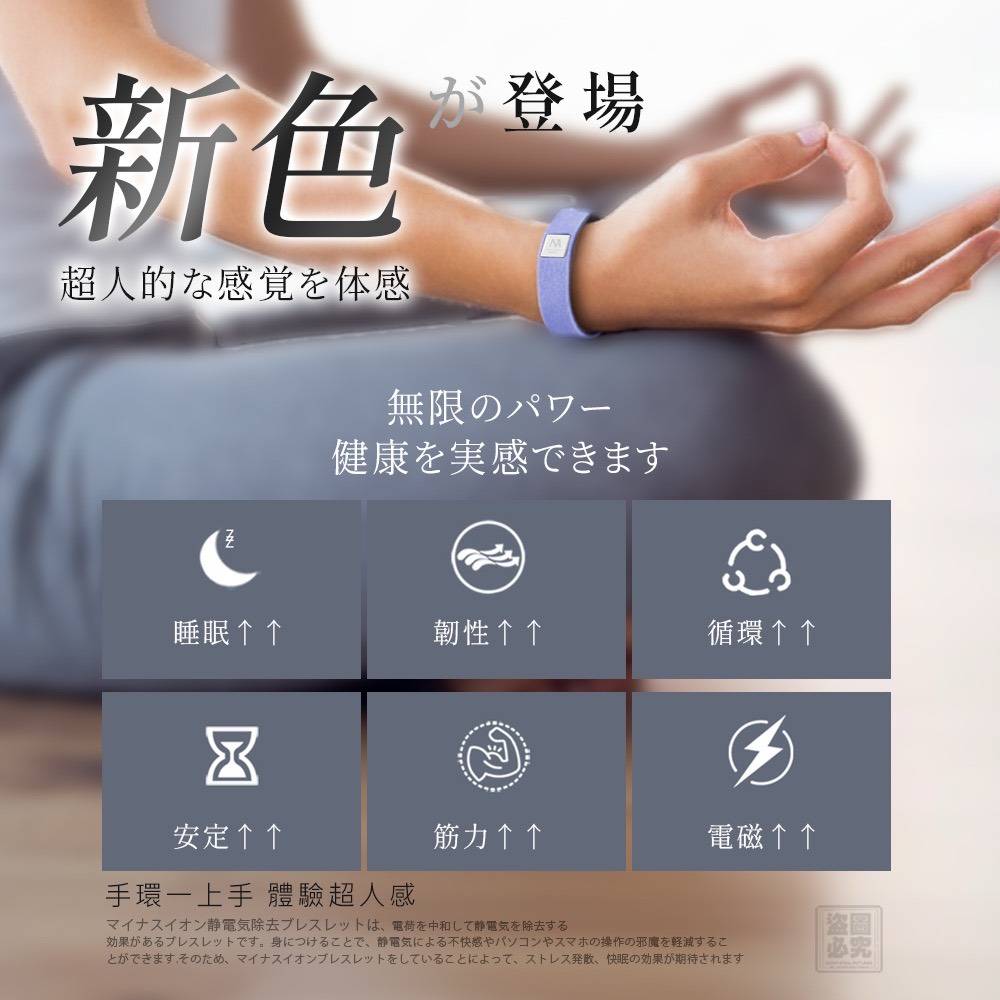 新色が登場
超人的な感覚を体感
無限のパワー
健康を実感できます
睡眠↑↑
韌性↑↑
循環↑↑
安定↑↑
筋力↑↑
電磁↑↑
手環一上手 體驗超人感
マイナスイオン静電気除去ブレスレットは、電荷を中和して静電気を除去する
効果があるブレスレットです。身につけることで、静電気による不快感やパソコンやスマホの操作の邪魔を軽減するこ
とができます.そのため、マイナスイオンブレスレットをしていることによって、ストレス発散、快眠の効果が期待されます
盜圖
必究